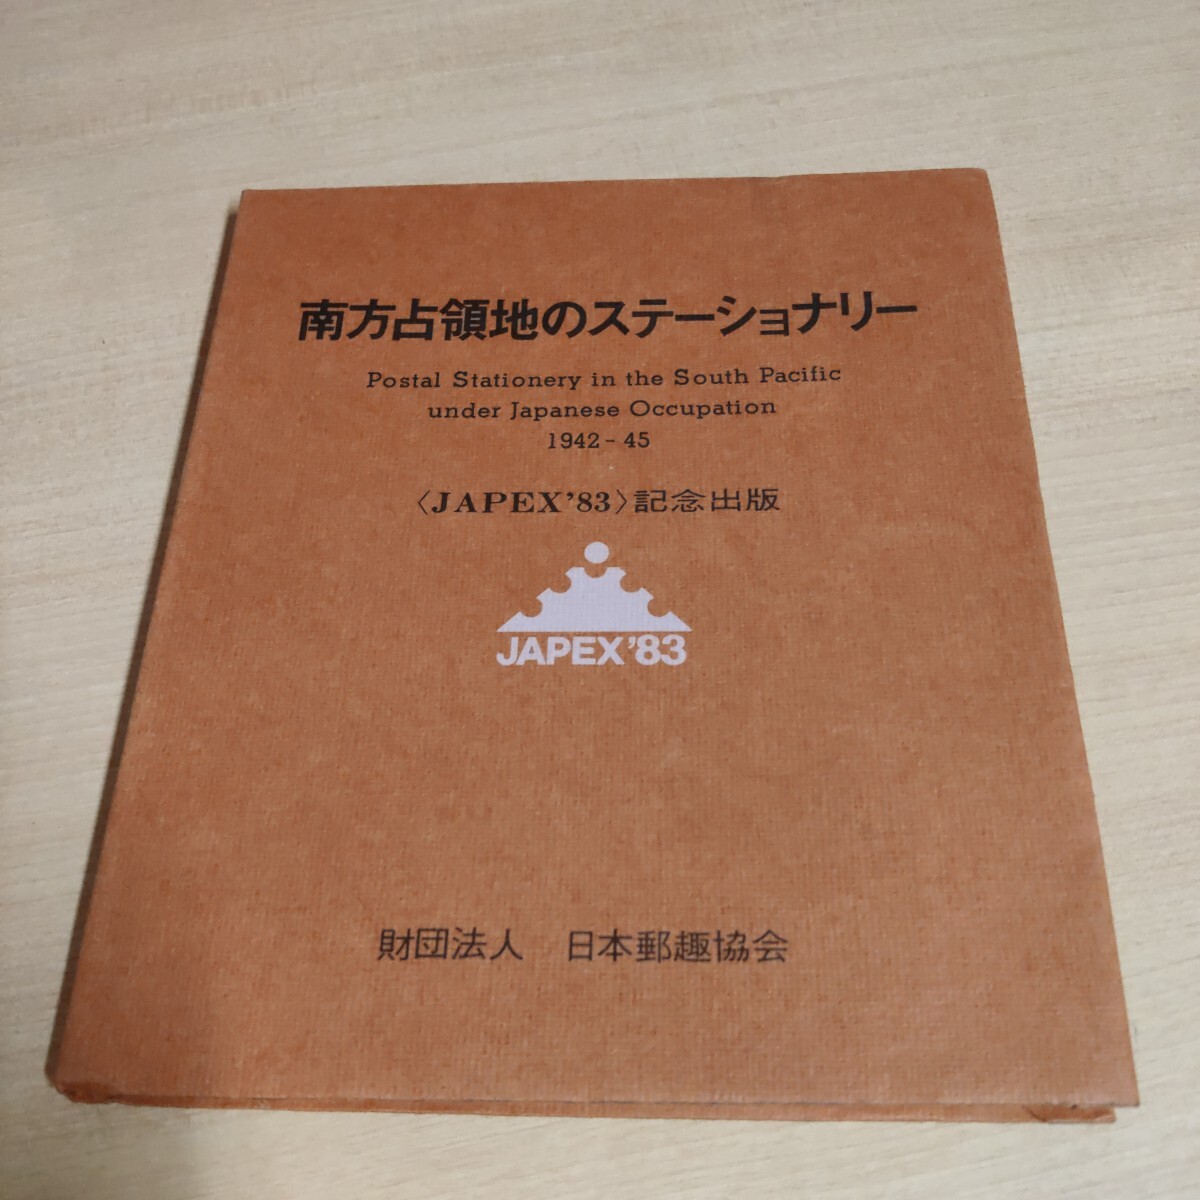 南方占領地のステーショナリー
Postal Stationery in the South Pacific
under Japanese Occupation
1942 - 45
〈JAPEX'83〉記念出版
JAPEX'83
財団法人　日本郵趣協会